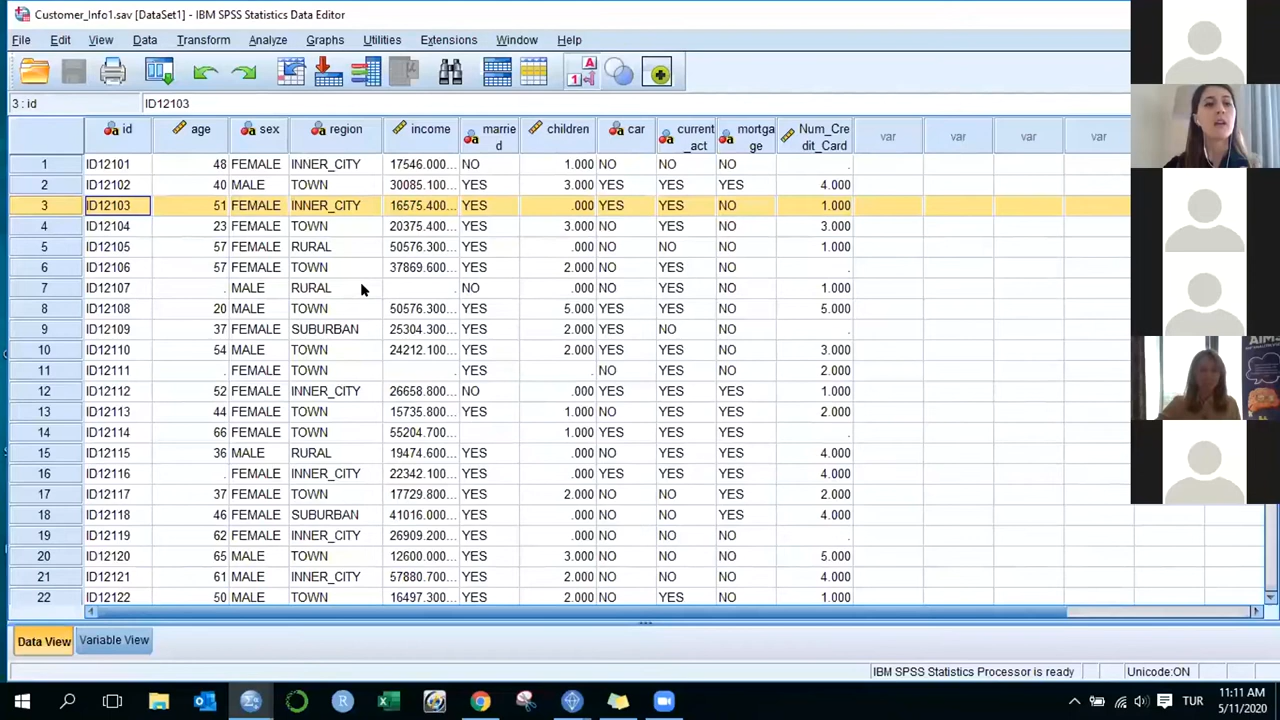 Customer_Info1.sav [DataSet1] - IBM SPSS Statistics Data Editor
File Edit View Data Transform Analyze Graphs Utilities Extensions Window Help
3 : id ID12103
id age sex region income married children car current_act mortgage Num_Credit_Card var var var var
1 ID12101 48 FEMALE INNER_CITY 17546.000... NO 1.000 NO NO NO .
2 ID12102 40 MALE TOWN 30085.100... YES 3.000 YES YES YES 4.000
3 ID12103 51 FEMALE INNER_CITY 16575.400... YES .000 YES YES NO 1.000
4 ID12104 23 FEMALE TOWN 20375.400... YES 3.000 NO YES NO 3.000
5 ID12105 57 FEMALE RURAL 50576.300... YES .000 NO NO NO 1.000
6 ID12106 57 FEMALE TOWN 37869.600... YES 2.000 NO YES NO .
7 ID12107 . MALE RURAL . NO .000 NO YES NO 1.000
8 ID12108 20 MALE TOWN 50576.300... YES 5.000 YES YES NO 5.000
9 ID12109 37 FEMALE SUBURBAN 25304.300... YES 2.000 YES NO NO .
10 ID12110 54 MALE TOWN 24212.100... YES 2.000 YES YES NO 3.000
11 ID12111 . FEMALE TOWN . YES . NO YES NO 2.000
12 ID12112 52 FEMALE INNER_CITY 26658.800... NO .000 YES YES YES 1.000
13 ID12113 44 FEMALE TOWN 15735.800... YES 1.000 NO YES YES 2.000
14 ID12114 66 FEMALE TOWN 55204.700... 1.000 YES YES YES .
15 ID12115 36 MALE RURAL 19474.600... YES .000 NO YES YES 4.000
16 ID12116 . FEMALE INNER_CITY 22342.100... YES .000 YES YES YES 4.000
17 ID12117 37 FEMALE TOWN 17729.800... YES 2.000 NO NO YES 2.000
18 ID12118 46 FEMALE SUBURBAN 41016.000... YES .000 NO NO YES 4.000
19 ID12119 62 FEMALE INNER_CITY 26909.200... YES .000 NO YES NO .
20 ID12120 65 MALE TOWN 12600.000... YES 3.000 NO NO NO 5.000
21 ID12121 61 MALE INNER_CITY 57880.700... YES 2.000 NO NO NO 4.000
22 ID12122 50 MALE TOWN 16497.300... YES 2.000 NO YES NO 1.000
Data View Variable View
IBM SPSS Statistics Processor is ready Unicode:ON
TUR 11:11 AM
5/11/2020